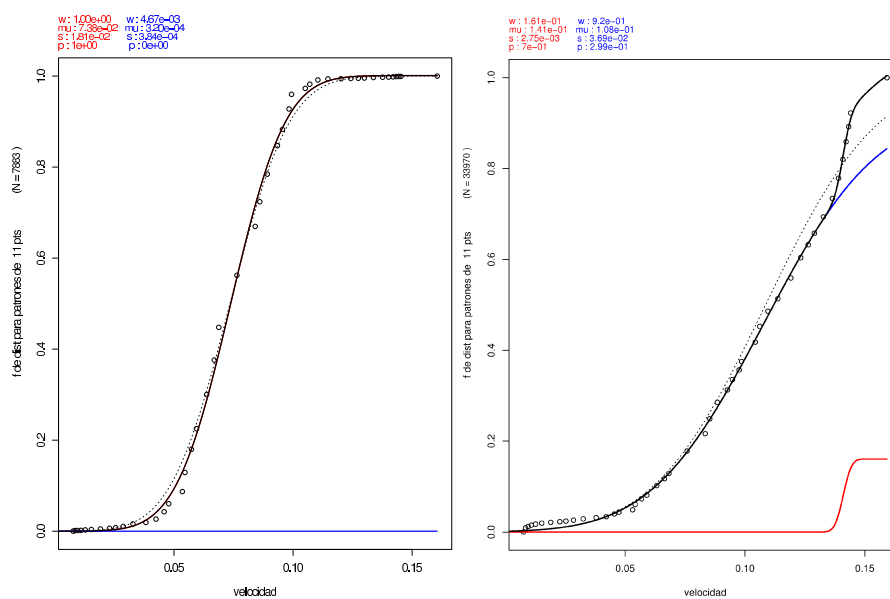 w : 1.00e+00 w : 4.67e-03
mu : 7.38e-02 mu : 3.20e-04
s : 1.81e-02 s : 3.84e-04
p : 1e+00 p : 0e+00
f de dist para patrones de 11 pts (N = 7883)
0.0 0.2 0.4 0.6 0.8 1.0
0.05 0.10 0.15
velocidad
w : 1.61e-01 w : 9.2e-01
mu : 1.41e-01 mu : 1.08e-01
s : 2.75e-03 s : 3.69e-02
p : 7e-01 p : 2.99e-01
f de dist para patrones de 11 pts (N = 33970)
0.0 0.2 0.4 0.6 0.8 1.0
0.05 0.10 0.15
velocidad